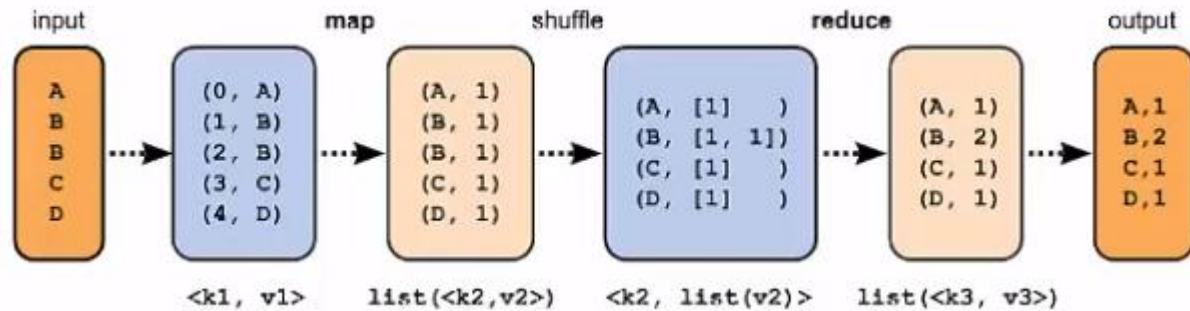 input
map
shuffle
reduce
output
A
B
B
C
D
(0, A)
(1, B)
(2, B)
(3, C)
(4, D)
(A, 1)
(B, 1)
(B, 1)
(C, 1)
(D, 1)
(A, [1] )
(B, [1, 1])
(C, [1] )
(D, [1] )
(A, 1)
(B, 2)
(C, 1)
(D, 1)
A,1
B,2
C,1
D,1
<k1, v1>
list(<k2,v2>)
<k2, list(v2)>
list(<k3, v3>)